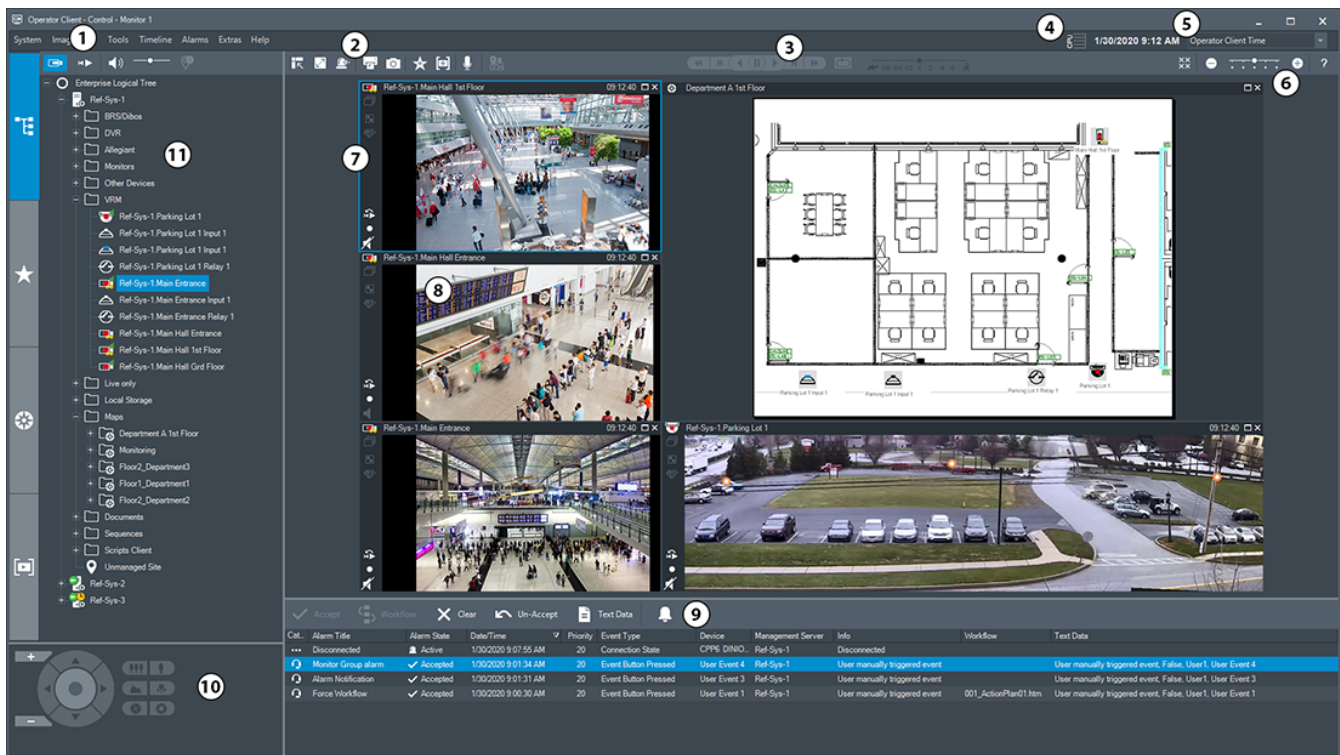 Operator Client - Control - Monitor 1
System Imag 1 Tools Timeline Alarms Extras Help
4
1/30/2020 9:12 AM
5
Operator Client Time
2
3
6
?
Enterprise Logical Tree
Ref-Sys-1
BRS/Dibos
DVR
Allegiant
11
Monitors
Other Devices
VRM
Ref-Sys-1.Parking Lot 1
Ref-Sys-1.Parking Lot 1 Input 1
Ref-Sys-1.Parking Lot 1 Input 1
Ref-Sys-1.Parking Lot 1 Relay 1
Ref-Sys-1.Main Entrance
Ref-Sys-1.Main Entrance Input 1
Ref-Sys-1.Main Entrance Relay 1
Ref-Sys-1.Main Hall Entrance
Ref-Sys-1.Main Hall 1st Floor
Ref-Sys-1.Main Hall Grd Floor
Live only
Local Storage
Maps
Department A 1st Floor
Monitoring
Floor2_Department3
Floor1_Department1
Floor2_Department2
Documents
Sequences
Scripts Client
Unmanaged Site
Ref-Sys-2
Ref-Sys-3
Ref-Sys-1.Main Hall 1st Floor 09:12:40
7
Ref-Sys-1.Main Hall Entrance 09:12:40
8
Ref-Sys-1.Main Entrance 09:12:40
Department A 1st Floor
Main Hall 1st Floor
Parking Lot 1 Input 1
Parking Lot 1 Input 1
Parking Lot 1 Relay 1
Parking Lot 1
Ref-Sys-1.Parking Lot 1 09:12:40
Accept Workflow Clear Un-Accept Text Data 9
Cat.. Alarm Title Alarm State Date/Time Priority Event Type Device Management Server Info Workflow Text Data
Disconnected Active 1/30/2020 9:07:55 AM 20 Connection State CPP6 DINIO... Ref-Sys-1 Disconnected
Monitor Group alarm Accepted 1/30/2020 9:01:34 AM 20 Event Button Pressed User Event 4 Ref-Sys-1 User manually triggered event User manually triggered event, False, User1, User Event 4
Alarm Notification Accepted 1/30/2020 9:01:31 AM 20 Event Button Pressed User Event 3 Ref-Sys-1 User manually triggered event User manually triggered event, False, User1, User Event 3
Force Workflow Accepted 1/30/2020 9:00:30 AM 20 Event Button Pressed User Event 1 Ref-Sys-1 User manually triggered event 001_ActionPlan01.htm User manually triggered event, False, User1, User Event 1
10